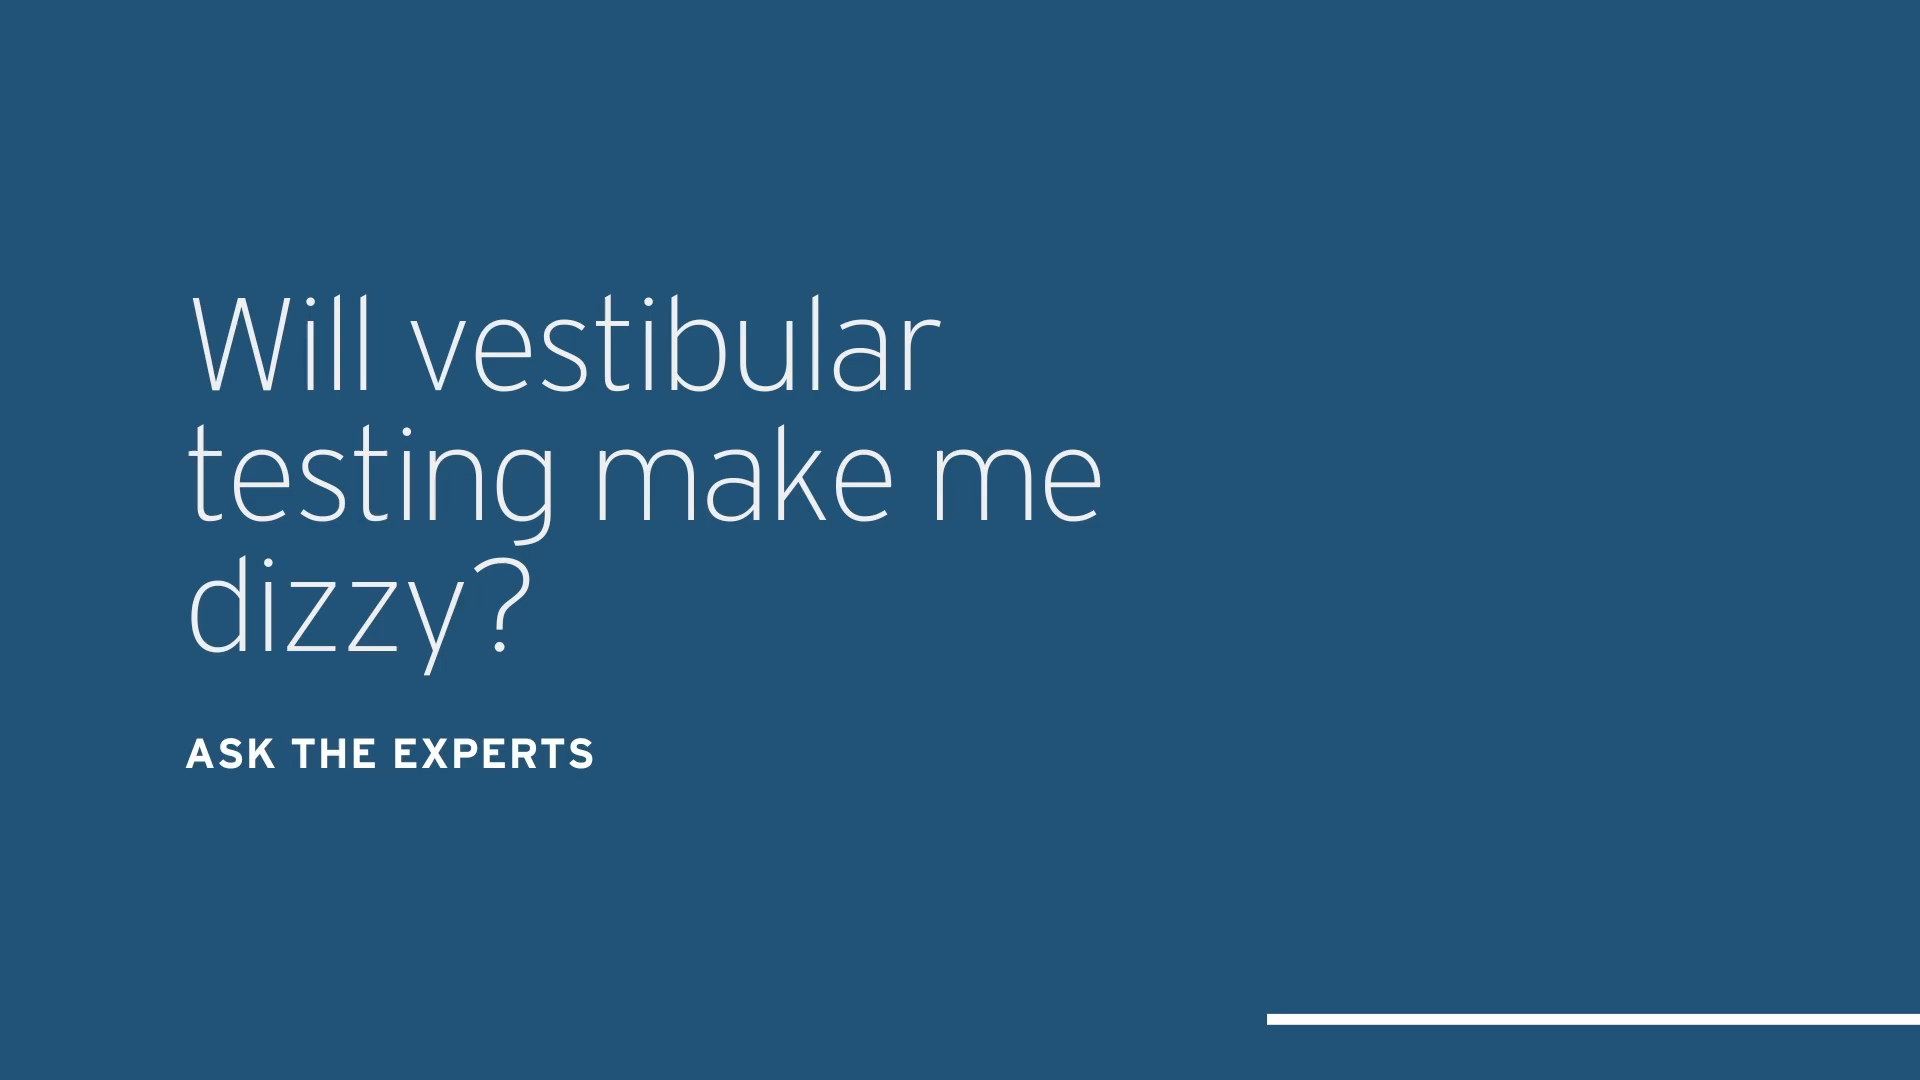 Will vestibular
testing make me
dizzy?
ASK THE EXPERTS